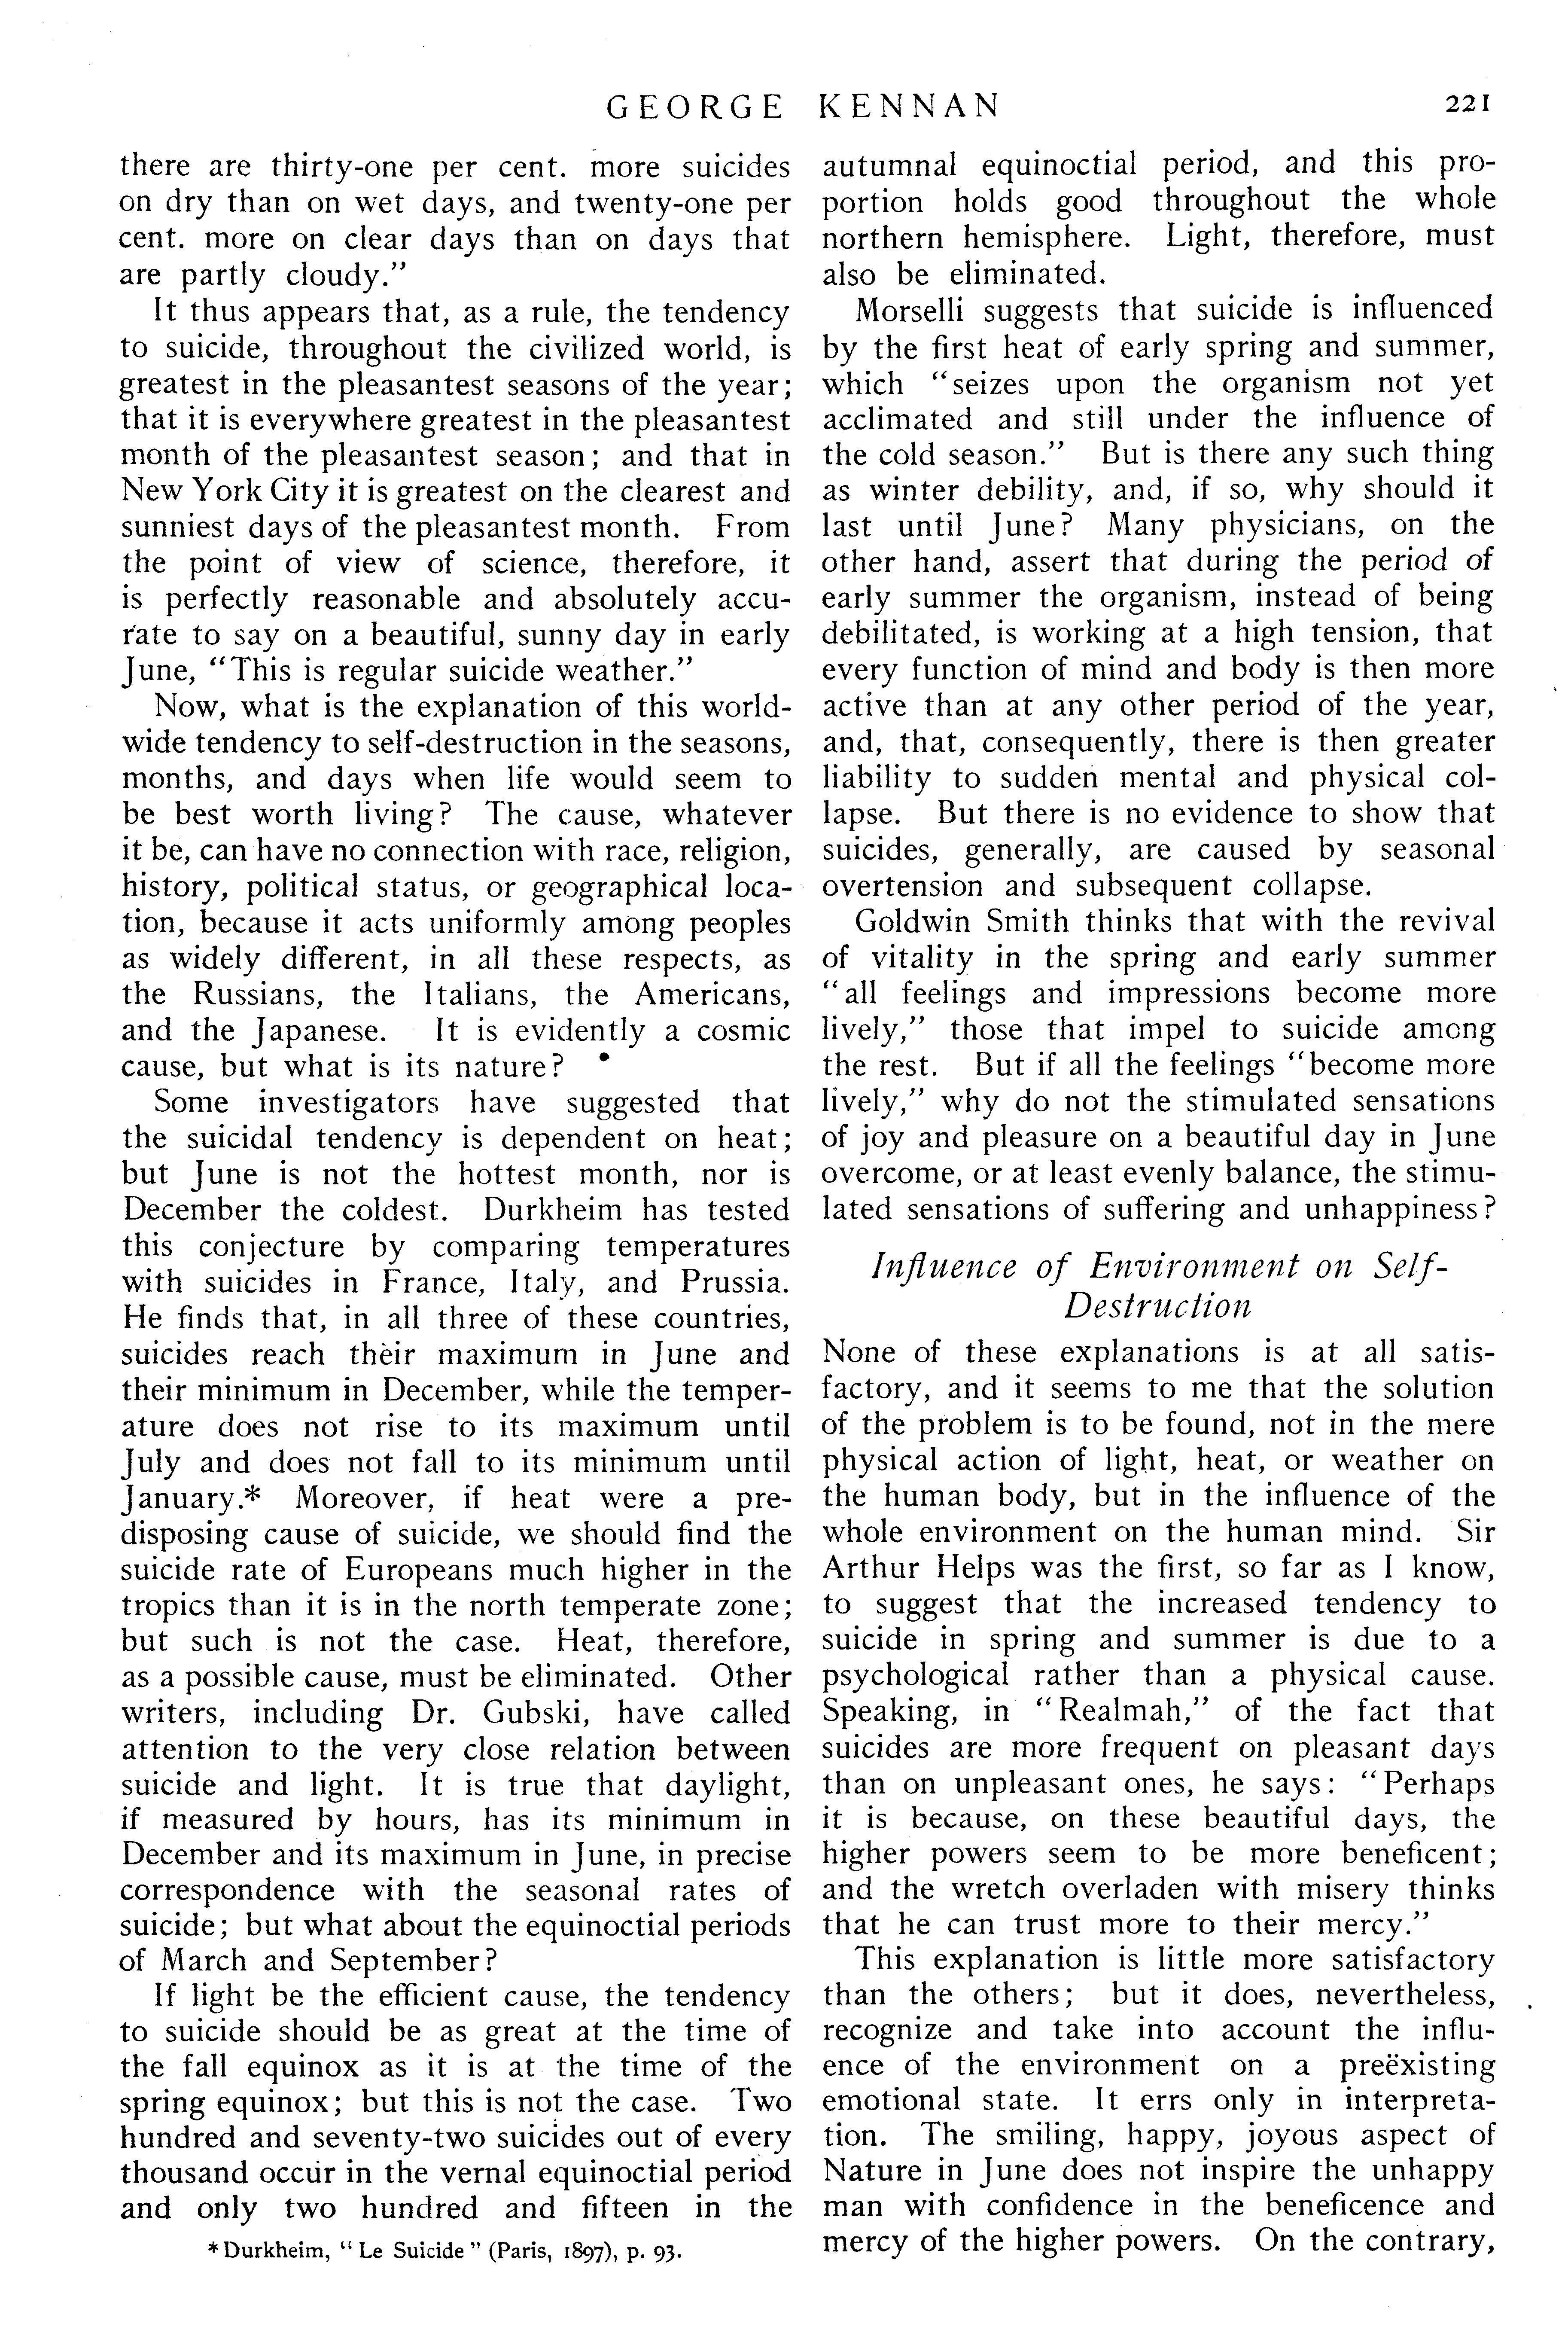 GEORGE KENNAN 221
there are thirty-one per cent. more suicides
on dry than on wet days, and twenty-one per
cent. more on clear days than on days that
are partly cloudy.”
It thus appears that, as a rule, the tendency
to suicide, throughout the civilized world, is
greatest in the pleasantest seasons of the year;
that it is everywhere greatest in the pleasantest
month of the pleasantest season; and that in
New York City it is greatest on the clearest and
sunniest days of the pleasantest month. From
the point of view of science, therefore, it
is perfectly reasonable and absolutely accu-
rate to say on a beautiful, sunny day in early
June, “This is regular suicide weather.”
Now, what is the explanation of this world-
wide tendency to self-destruction in the seasons,
months, and days when life would seem to
be best worth living? The cause, whatever
it be, can have no connection with race, religion,
history, political status, or geographical loca-
tion, because it acts uniformly among peoples
as widely different, in all these respects, as
the Russians, the Italians, the Americans,
and the Japanese. It is evidently a cosmic
cause, but what is its nature?
Some investigators have suggested that
the suicidal tendency is dependent on heat;
but June is not the hottest month, nor is
December the coldest. Durkheim has tested
this conjecture by comparing temperatures
with suicides in France, Italy, and Prussia.
He finds that, in all three of these countries,
suicides reach their maximum in June and
their minimum in December, while the temper-
ature does not rise to its maximum until
July and does not fall to its minimum until
January.* Moreover, if heat were a pre-
disposing cause of suicide, we should find the
suicide rate of Europeans much higher in the
tropics than it is in the north temperate zone;
but such is not the case. Heat, therefore,
as a possible cause, must be eliminated. Other
writers, including Dr. Gubski, have called
attention to the very close relation between
suicide and light. It is true that daylight,
if measured by hours, has its minimum in
December and its maximum in June, in precise
correspondence with the seasonal rates of
suicide; but what about the equinoctial periods
of March and September?
If light be the efficient cause, the tendency
to suicide should be as great at the time of
the fall equinox as it is at the time of the
spring equinox; but this is not the case. Two
hundred and seventy-two suicides out of every
thousand occur in the vernal equinoctial period
and only two hundred and fifteen in the
*Durkheim, “Le Suicide” (Paris, 1897), p. 93.
autumnal equinoctial period, and this pro-
portion holds good throughout the whole
northern hemisphere. Light, therefore, must
also be eliminated.
Morselli suggests that suicide is influenced
by the first heat of early spring and summer,
which “seizes upon the organism not yet
acclimated and still under the influence of
the cold season.” But is there any such thing
as winter debility, and, if so, why should it
last until June? Many physicians, on the
other hand, assert that during the period of
early summer the organism, instead of being
debilitated, is working at a high tension, that
every function of mind and body is then more
active than at any other period of the year,
and, that, consequently, there is then greater
liability to sudden mental and physical col-
lapse. But there is no evidence to show that
suicides, generally, are caused by seasonal
overtension and subsequent collapse.
Goldwin Smith thinks that with the revival
of vitality in the spring and early summer
“all feelings and impressions become more
lively,” those that impel to suicide among
the rest. But if all the feelings “become more
lively,” why do not the stimulated sensations
of joy and pleasure on a beautiful day in June
overcome, or at least evenly balance, the stimu-
lated sensations of suffering and unhappiness?
Influence of Environment on Self-
Destruction
None of these explanations is at all satis-
factory, and it seems to me that the solution
of the problem is to be found, not in the mere
physical action of light, heat, or weather on
the human body, but in the influence of the
whole environment on the human mind. Sir
Arthur Helps was the first, so far as I know,
to suggest that the increased tendency to
suicide in spring and summer is due to a
psychological rather than a physical cause.
Speaking, in “Realmah,” of the fact that
suicides are more frequent on pleasant days
than on unpleasant ones, he says: “Perhaps
it is because, on these beautiful days, the
higher powers seem to be more beneficent;
and the wretch overladen with misery thinks
that he can trust more to their mercy.”
This explanation is little more satisfactory
than the others; but it does, nevertheless,
recognize and take into account the influ-
ence of the environment on a preëxisting
emotional state. It errs only in interpreta-
tion. The smiling, happy, joyous aspect of
Nature in June does not inspire the unhappy
man with confidence in the beneficence and
mercy of the higher powers. On the contrary,